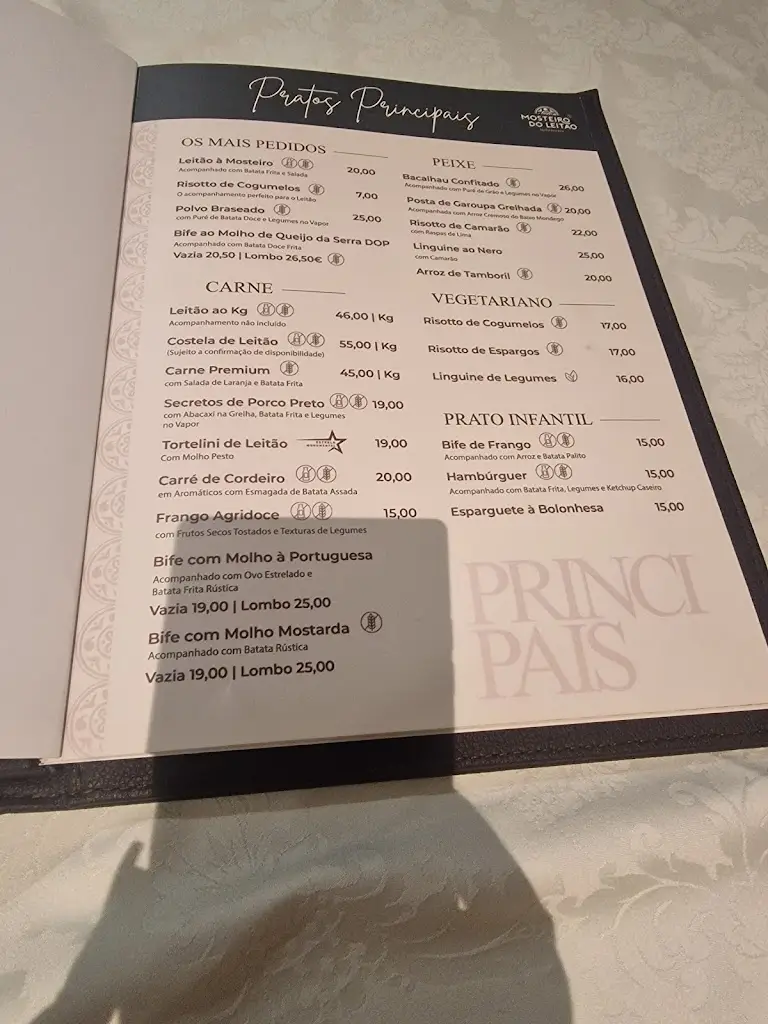 Pratos Principais
MOSTEIRO
DO LEITÃO
OS MAIS PEDIDOS
Leitão à Mosteiro 20,00
Acompanhado com Batata Frita e Salada
Risotto de Cogumelos 7,00
O acompanhamento perfeito para o Leitão
Polvo Braseado 25,00
com Puré de Batata Doce e Legumes no Vapor
Bife ao Molho de Queijo da Serra DOP
Acompanhado com Batata Doce Frita
Vazia 20,50 | Lombo 26,50€
CARNE
Leitão ao Kg 46,00 | Kg
Acompanhamento não incluído
Costela de Leitão 55,00 | Kg
(Sujeito a confirmação de disponibilidade)
Carne Premium 45,00 | Kg
com Salada de Laranja e Batata Frita
Secretos de Porco Preto 19,00
com Abacaxi na Grelha, Batata Frita e Legumes
no Vapor
Tortelini de Leitão 19,00
Com Molho Pesto
Carré de Cordeiro 20,00
em Aromáticos com Esmagada de Batata Assada
Frango Agridoce 15,00
com Frutos Secos Tostados e Texturas de Legumes
Bife com Molho à Portuguesa
Acompanhado com Ovo Estrelado e
Batata Frita Rústica
Vazia 19,00 | Lombo 25,00
Bife com Molho Mostarda
Acompanhado com Batata Rústica
Vazia 19,00 | Lombo 25,00
PEIXE
Bacalhau Confitado 26,00
Acompanhado com Puré de Grão e Legumes no Vapor
Posta de Garoupa Grelhada 20,00
Acompanhada com Arroz Cremoso do Baixo Mondego
Risotto de Camarão 22,00
com Raspas de Lima
Linguine ao Nero 25,00
com Camarão
Arroz de Tamboril 20,00
VEGETARIANO
Risotto de Cogumelos 17,00
Risotto de Espargos 17,00
Linguine de Legumes 16,00
PRATO INFANTIL
Bife de Frango 15,00
Acompanhado com Arroz e Batata Palito
Hambúrguer 15,00
Acompanhado com Batata Frita, Legumes e Ketchup Caseiro
Esparguete à Bolonhesa 15,00
PRINCI
PAIS